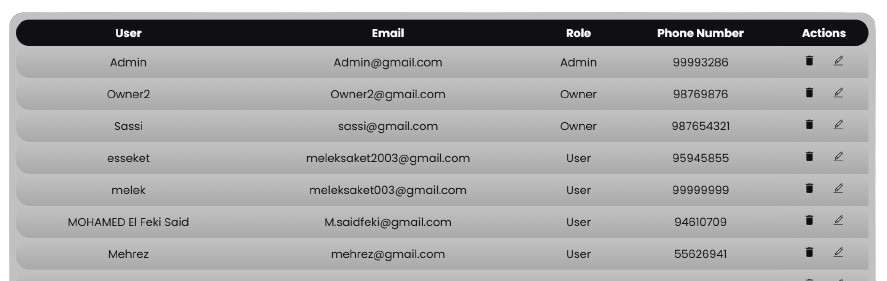 User Email Role Phone Number Actions
Admin Admin@gmail.com Admin 99993286
Owner2 Owner2@gmail.com Owner 98769876
Sassi sassi@gmail.com Owner 987654321
esseket meleksaket2003@gmail.com User 95945855
melek meleksaket003@gmail.com User 99999999
MOHAMED El Feki Said M.saidfeki@gmail.com User 94610709
Mehrez mehrez@gmail.com User 55626941